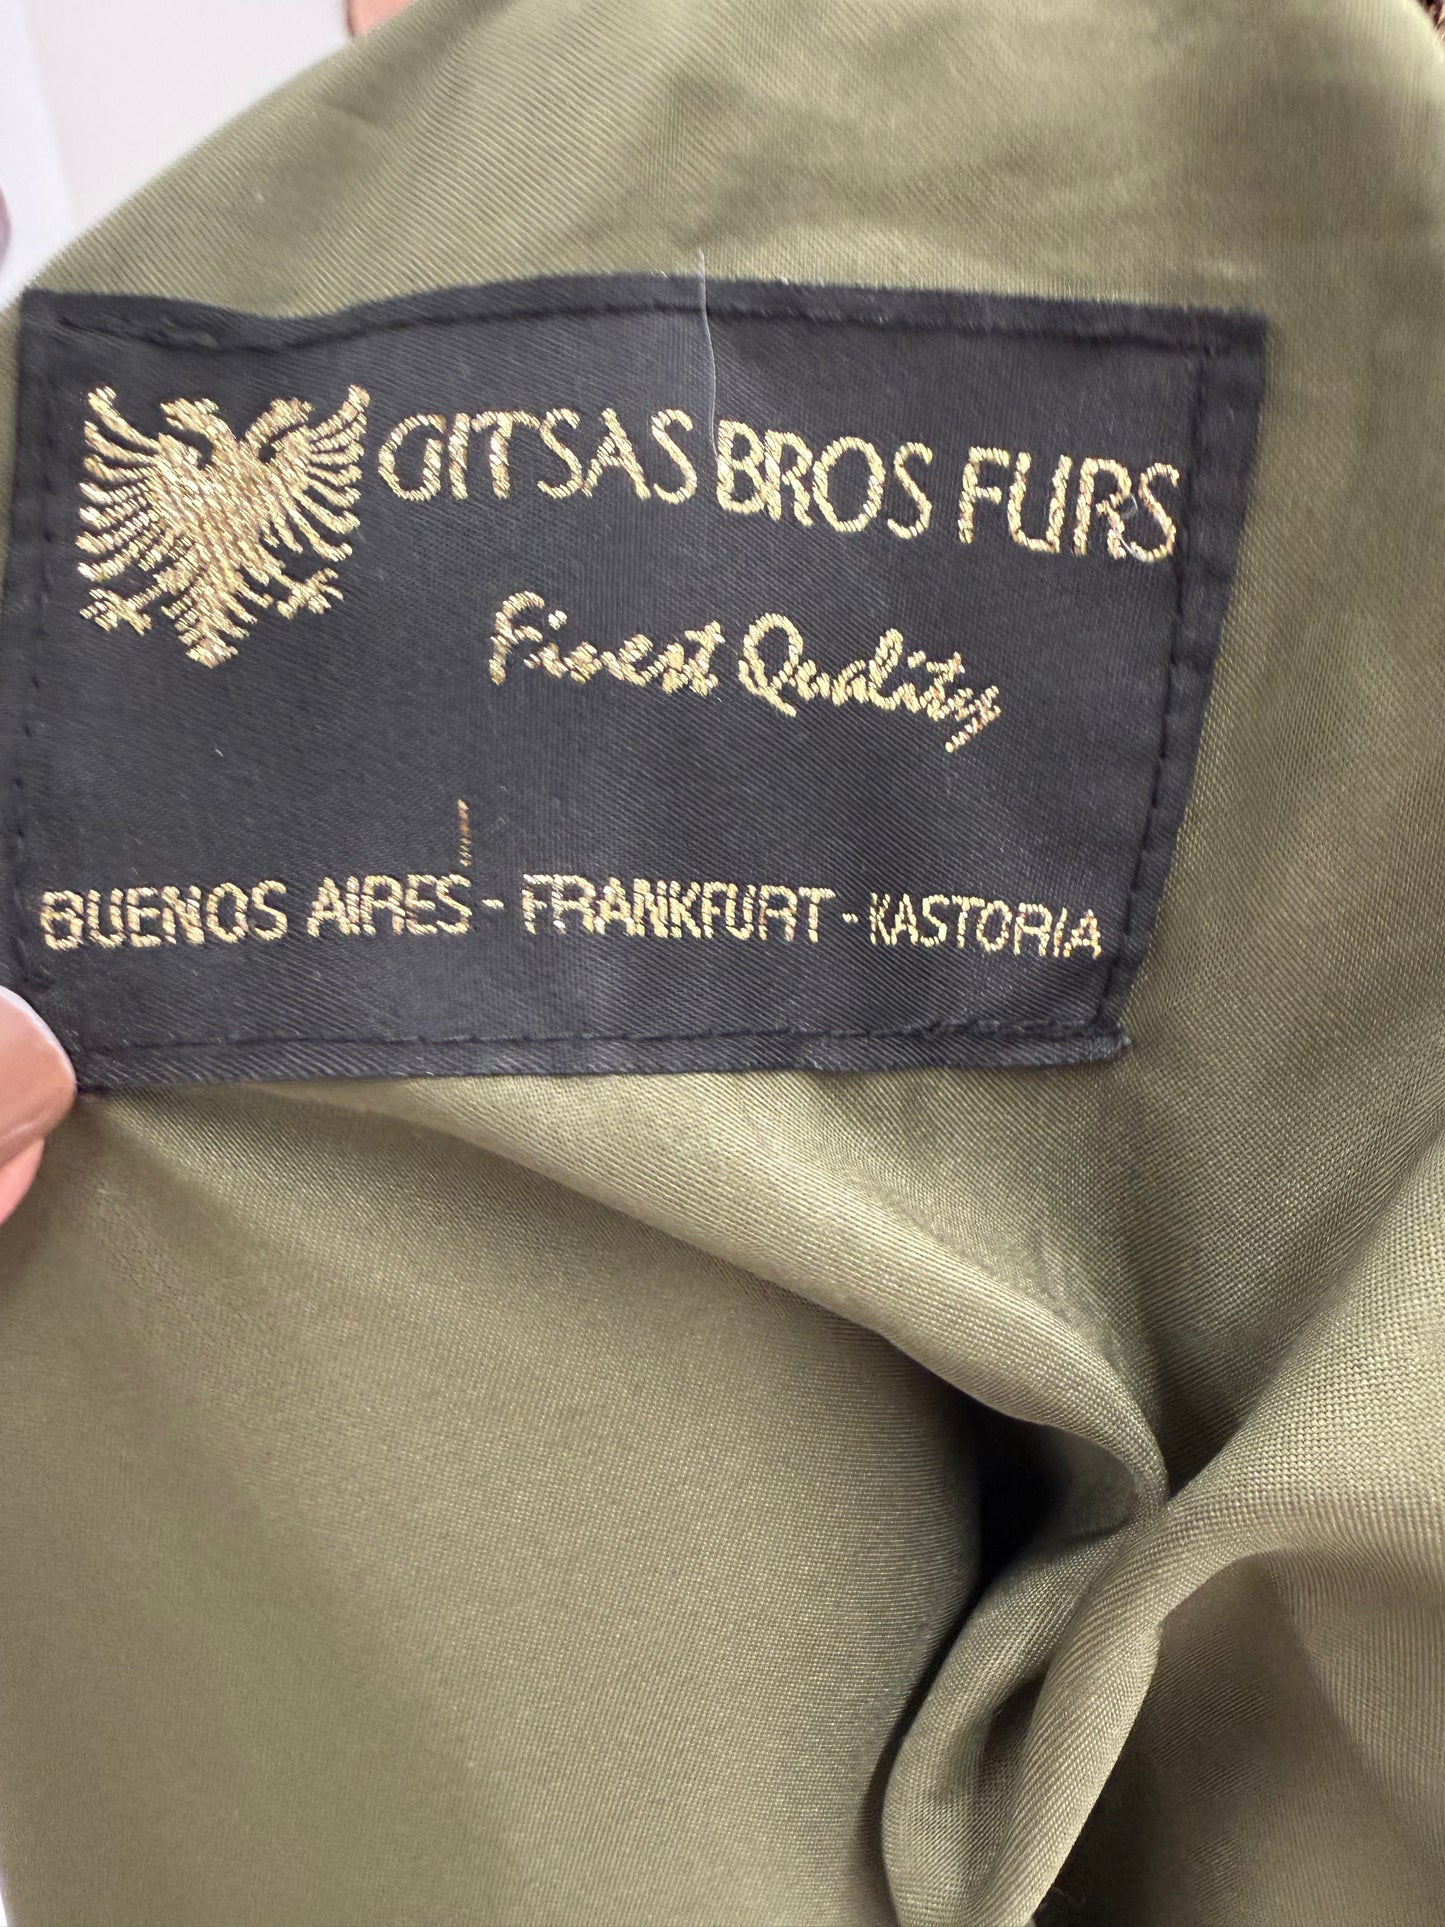 GITSAS BROS FURS
Finest Quality
BUENOS AIRES - FRANKFURT - KASTORIA